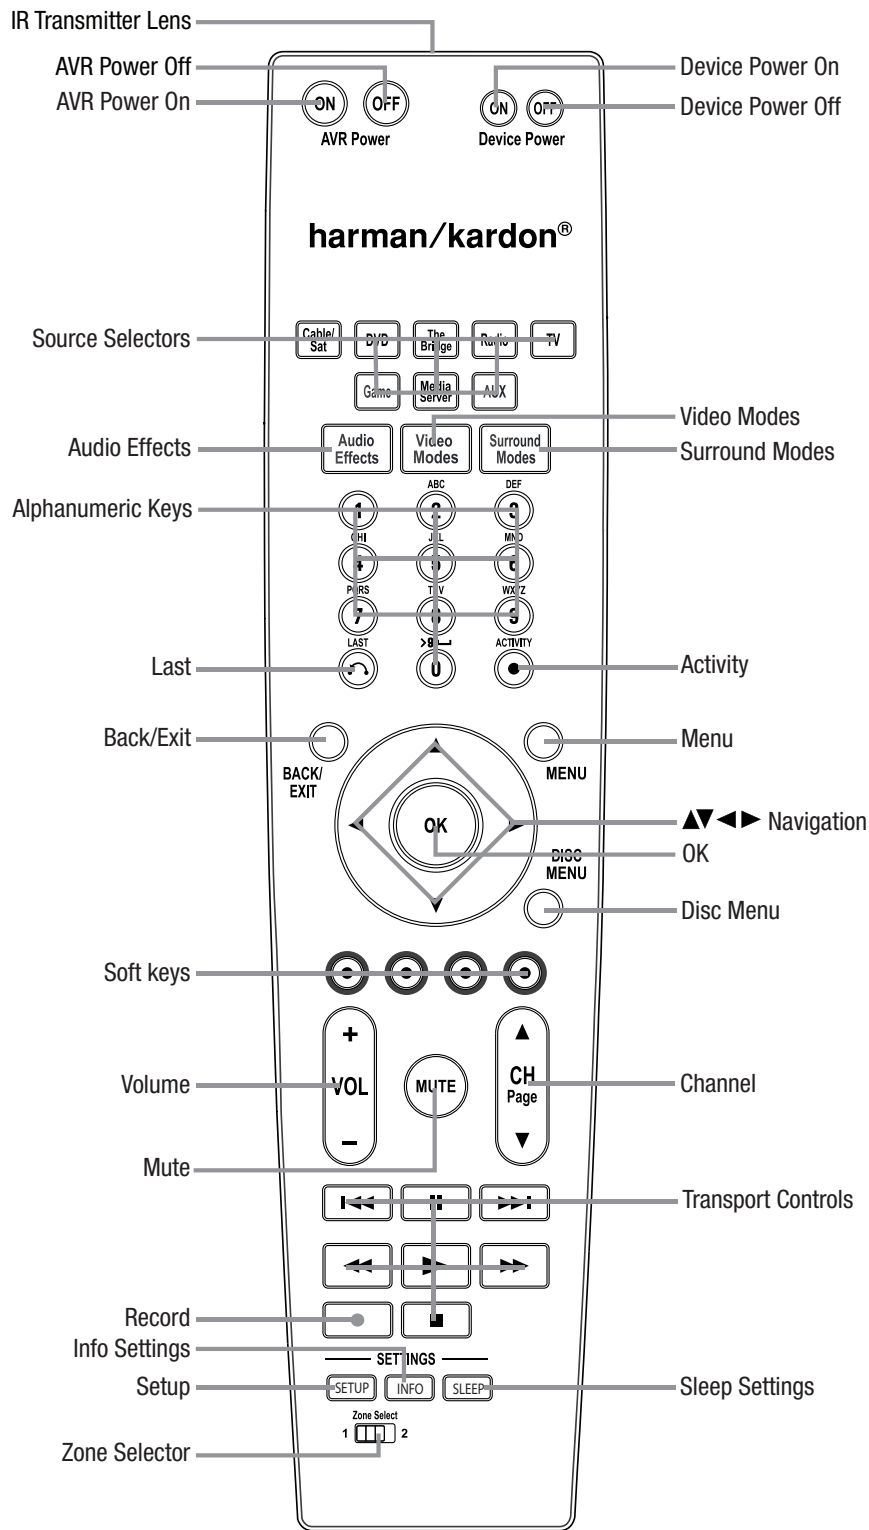 IR Transmitter Lens
AVR Power Off
AVR Power On
Device Power On
Device Power Off
ON
OFF
ON
OFF
AVR Power
Device Power
harman/kardon®
Source Selectors
Cable/
Sat
DVD
The
Bridge
Radio
TV
Game
Media
Server
AUX
Video Modes
Audio Effects
Audio
Effects
Video
Modes
Surround
Modes
Surround Modes
Alphanumeric Keys
ABC
DEF
1
2
3
GHI
JKL
MNO
4
5
6
PQRS
TUV
WXYZ
7
8
9
LAST
>9
ACTIVITY
Last
0
Activity
Back/Exit
Menu
BACK/
EXIT
MENU
OK
▲▼◄► Navigation
OK
DISC
MENU
Disc Menu
Soft keys
+
VOL
–
MUTE
▲
CH
Page
▼
Volume
Channel
Mute
Transport Controls
Record
Info Settings
SETTINGS
Setup
SETUP
INFO
SLEEP
Sleep Settings
Zone Select
1
2
Zone Selector